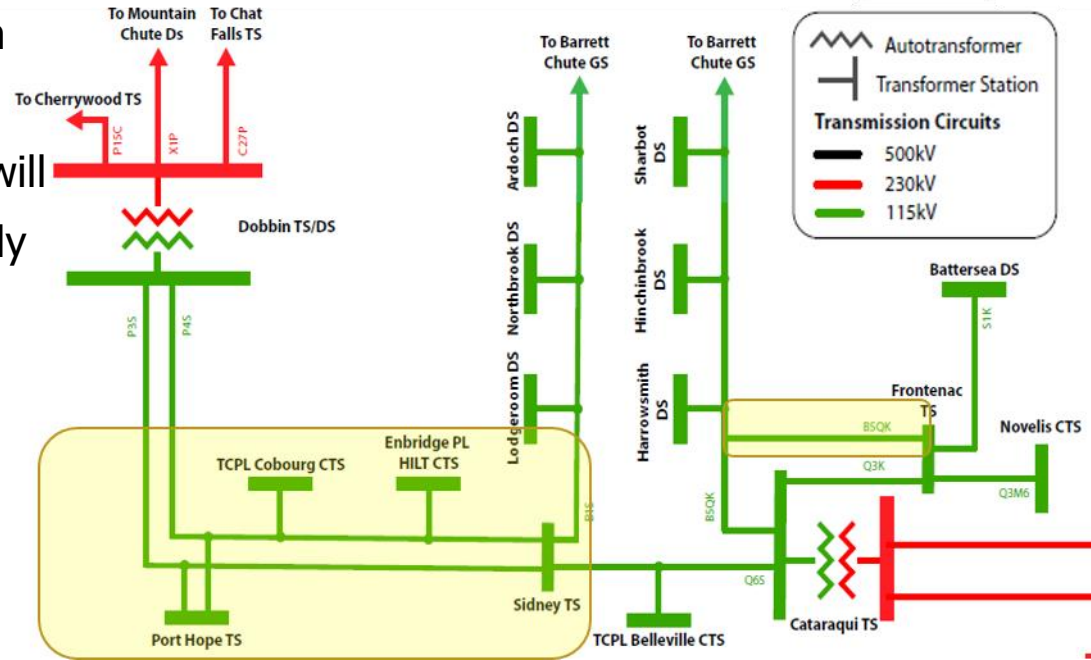 will
To Mountain
Chute Ds
To Chat
Falls TS
To Cherrywood TS
P15C
X1P
C27P
Dobbin TS/DS
P3S
P4S
To Barrett
Chute GS
To Barrett
Chute GS
Ardoch DS
Northbrook DS
Lodgeroom DS
Sharbot
DS
Hinchinbrook
DS
Harrowsmith
DS
Autotransformer
Transformer Station
Transmission Circuits
500kV
230kV
115kV
Battersea DS
S1K
Frontenac
TS
Novelis CTS
B5QK
Q3K
Q3M6
B5QK
TCPL Cobourg CTS
Enbridge PL
HILT CTS
B1S
Port Hope TS
Sidney TS
Q6S
TCPL Belleville CTS
Cataraqui TS